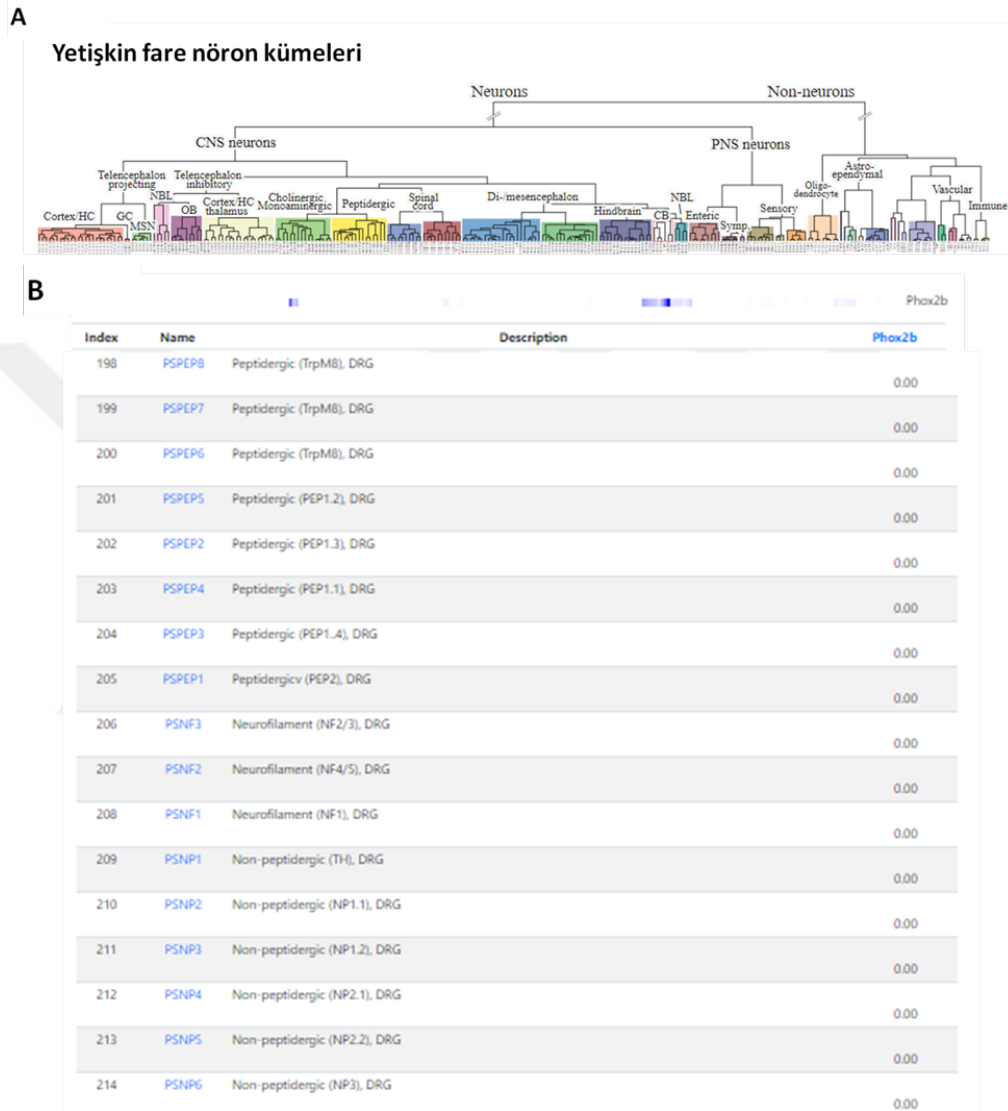 A
Yetişkin fare nöron kümeleri
Neurons Non-neurons
CNS neurons PNS neurons
Telencephalon projecting Telencephalon inhibitory Astro-ependymal
NBL Cortex/HC thalamus Cholinergic Monoaminergic Peptidergic Spinal cord Di-/mesencephalon NBL Oligo-dendrocyte Vascular
Cortex/HC GC MSN OB Hindbrain CB Enteric Symp. Sensory Immune
B
Phox2b
Index Name Description Phox2b
198 PSPEP8 Peptidergic (TrpM8), DRG 0.00
199 PSPEP7 Peptidergic (TrpM8), DRG 0.00
200 PSPEP6 Peptidergic (TrpM8), DRG 0.00
201 PSPEP5 Peptidergic (PEP1.2), DRG 0.00
202 PSPEP2 Peptidergic (PEP1.3), DRG 0.00
203 PSPEP4 Peptidergic (PEP1.1), DRG 0.00
204 PSPEP3 Peptidergic (PEP1..4), DRG 0.00
205 PSPEP1 Peptidergicv (PEP2), DRG 0.00
206 PSNF3 Neurofilament (NF2/3), DRG 0.00
207 PSNF2 Neurofilament (NF4/5), DRG 0.00
208 PSNF1 Neurofilament (NF1), DRG 0.00
209 PSNP1 Non-peptidergic (TH), DRG 0.00
210 PSNP2 Non-peptidergic (NP1.1), DRG 0.00
211 PSNP3 Non-peptidergic (NP1.2), DRG 0.00
212 PSNP4 Non-peptidergic (NP2.1), DRG 0.00
213 PSNP5 Non-peptidergic (NP2.2), DRG 0.00
214 PSNP6 Non-peptidergic (NP3), DRG 0.00